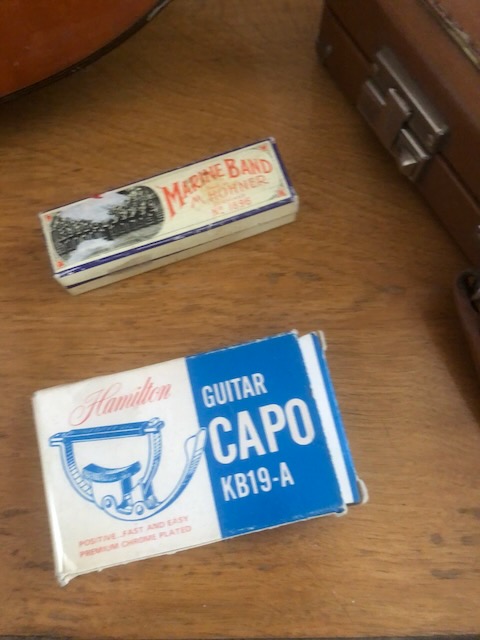 MARINE BAND
M. HOHNER
Nº 1896
Hamilton
GUITAR
CAPO
KB19-A
POSITIVE..FAST AND EASY
PREMIUM CHROME PLATED